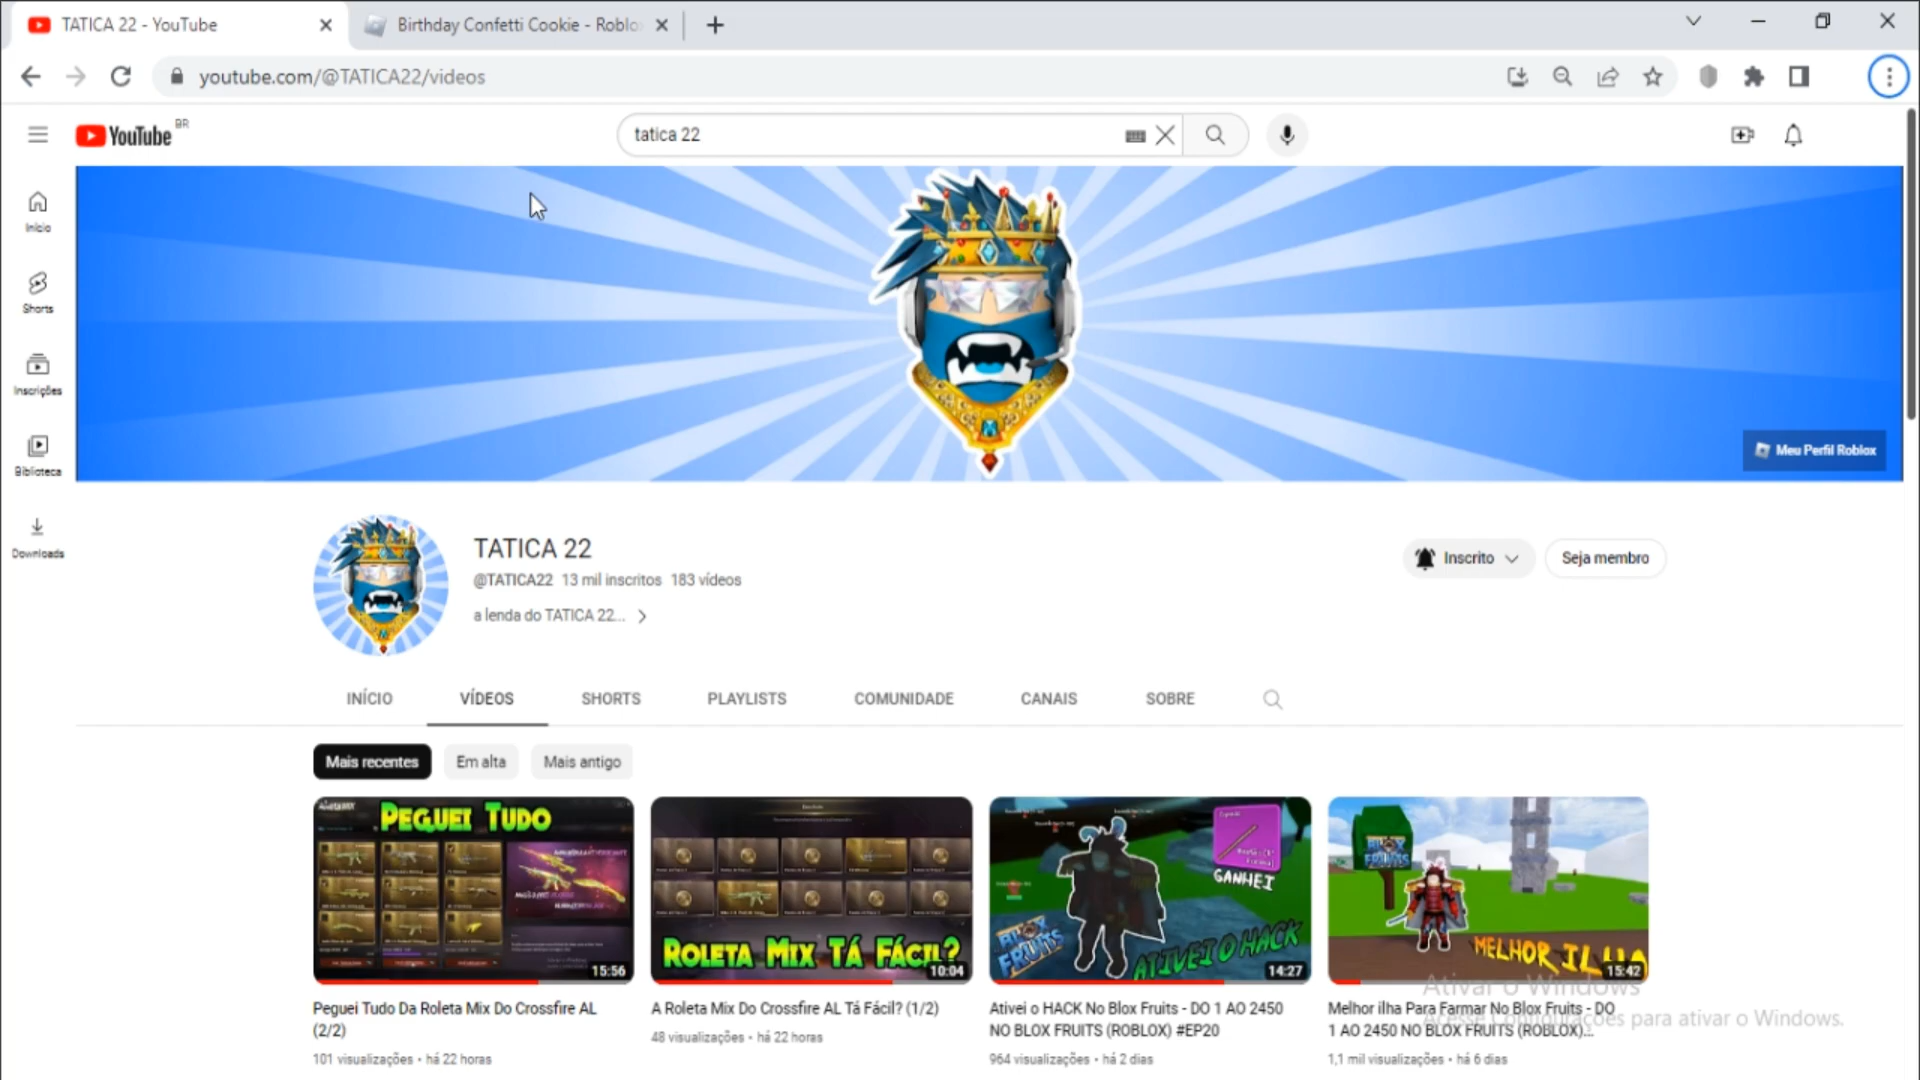 TATICA 22 - YouTube
Birthday Confetti Cookie - Roblo
youtube.com/@TATICA22/videos
YouTube BR
tatica 22
Início
Shorts
Inscrições
Biblioteca
Downloads
Meu Perfil Roblox
TATICA 22
@TATICA22 13 mil inscritos 183 vídeos
a lenda do TATICA 22...
Inscrito
Seja membro
INÍCIO VÍDEOS SHORTS PLAYLISTS COMUNIDADE CANAIS SOBRE
Mais recentes Em alta Mais antigo
PEGUEI TUDO
15:56
ROLETA MIX TÁ FÁCIL?
10:04
GANHEI
BLOX FRUITS
ATIVEI O HACK
14:27
BLOX FRUITS
MELHOR ILHA
15:42
Peguei Tudo Da Roleta Mix Do Crossfire AL
(2/2)
101 visualizações • há 22 horas
A Roleta Mix Do Crossfire AL Tá Fácil? (1/2)
48 visualizações • há 22 horas
Ativei o HACK No Blox Fruits - DO 1 AO 2450
NO BLOX FRUITS (ROBLOX) #EP20
964 visualizações • há 2 dias
Melhor ilha Para Farmar No Blox Fruits - DO
1 AO 2450 NO BLOX FRUITS (ROBLOX)...
1,1 mil visualizações • há 6 dias
Ativar o Windows
Acesse Configurações para ativar o Windows.